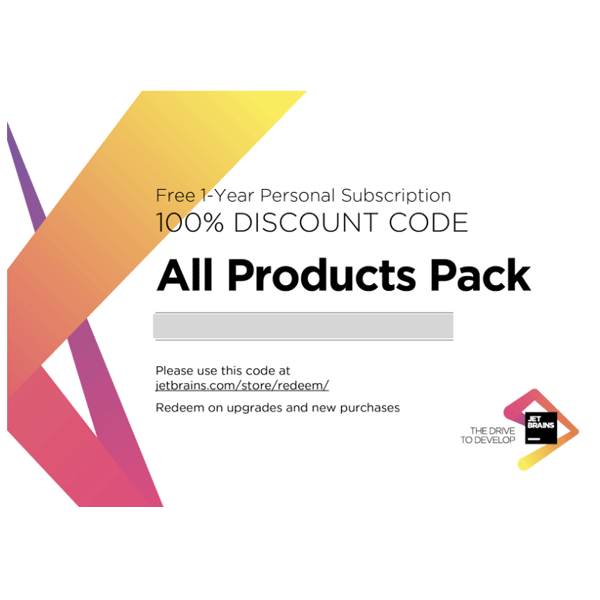 Free 1-Year Personal Subscription
100% DISCOUNT CODE
All Products Pack
Please use this code at
jetbrains.com/store/redeem/
Redeem on upgrades and new purchases
THE DRIVE
TO DEVELOP
JET
BRAINS